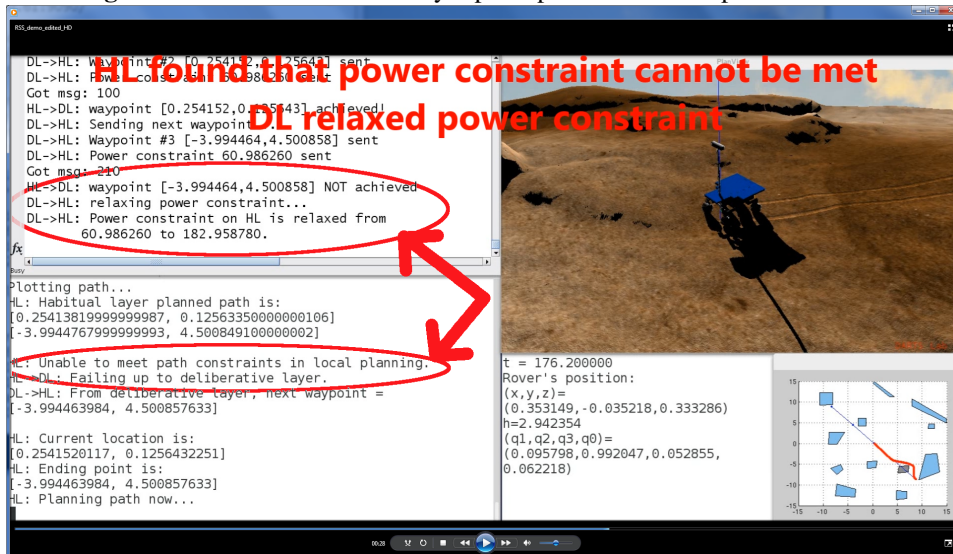 RSS_demo_edited_HD
HL found that power constraint cannot be met
DL relaxed power constraint
DL->HL: Waypoint #2 [0.254152,0.125643] sent
DL->HL: Power constraint 60.986260 sent
Got msg: 100
HL->DL: waypoint [0.254152,0.125643] achieved!
DL->HL: Sending next waypoint...
DL->HL: Waypoint #3 [-3.994464,4.500858] sent
DL->HL: Power constraint 60.986260 sent
Got msg: 210
HL->DL: waypoint [-3.994464,4.500858] NOT achieved
DL->HL: relaxing power constraint...
DL->HL: Power constraint on HL is relaxed from
60.986260 to 182.958780.
fx
Busy
Plotting path...
HL: Habitual layer planned path is:
[0.25413819999999987, 0.12563350000000106]
[-3.9944767999999993, 4.500849100000002]
HL: Unable to meet path constraints in local planning.
HL->DL: Failing up to deliberative layer.
DL->HL: From deliberative layer, next waypoint =
[-3.994463984, 4.500857633]
HL: Current location is:
[0.2541520117, 0.1256432251]
HL: Ending point is:
[-3.994463984, 4.500857633]
HL: Planning path now...
t = 176.200000
Rover's position:
(x,y,z)=
(0.353149,-0.035218,0.333286)
h=2.942354
(q1,q2,q3,q0)=
(0.095798,0.992047,0.052855,
0.062218)
15
10
5
0
-5
-10
-15
-15 -10 -5 0 5 10 15
00:28